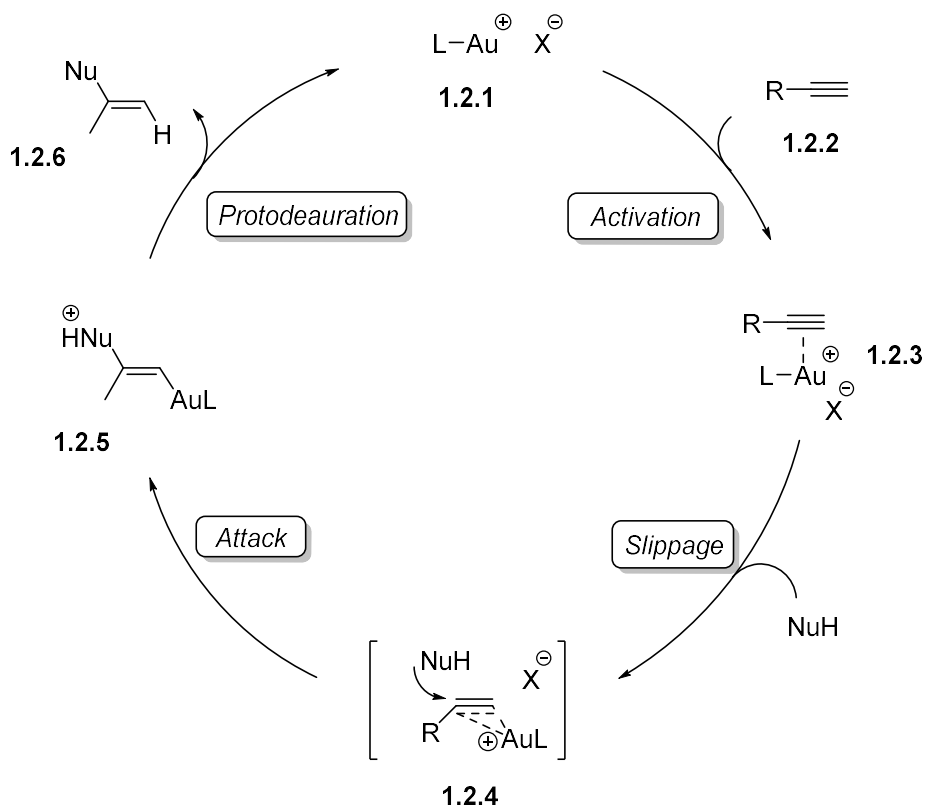 L–Au⊕ X⊖
1.2.1
R
1.2.2
Activation
R
L–Au⊕
X⊖
1.2.3
Slippage
NuH
NuH
X⊖
R
⊕AuL
1.2.4
Attack
⊕
HNu
AuL
1.2.5
Protodeauration
Nu
H
1.2.6